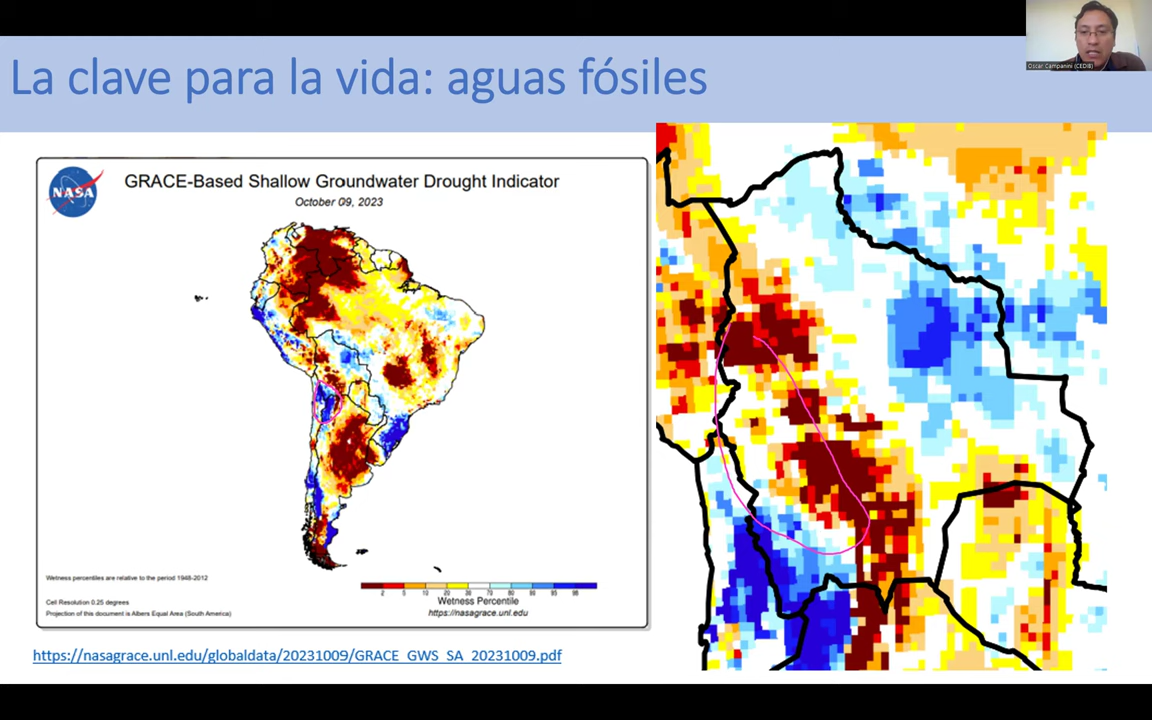 Oscar Campanini (CEDIB)
La clave para la vida: aguas fósiles
NASA
GRACE-Based Shallow Groundwater Drought Indicator
October 09, 2023
Wetness percentiles are relative to the period 1948-2012
Cell Resolution 0.25 degrees
Projection of this document is Albers Equal Area (South America)
2 5 10 20 30 70 80 90 95 98
Wetness Percentile
https://nasagrace.unl.edu
https://nasagrace.unl.edu/globaldata/20231009/GRACE_GWS_SA_20231009.pdf